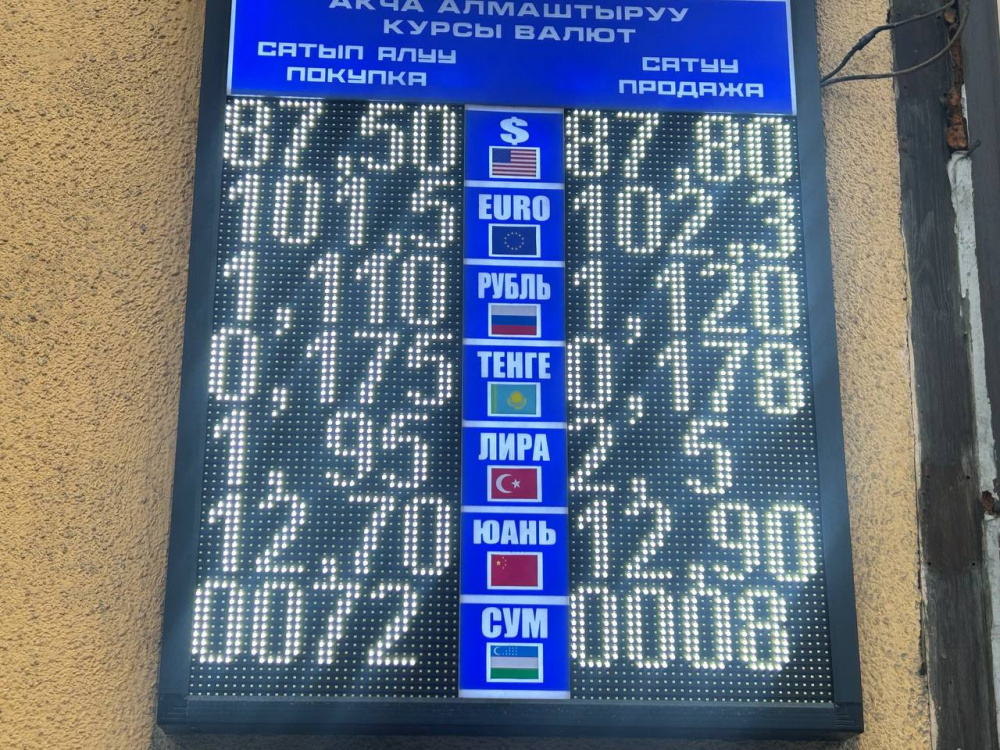 АКЧА АЛМАШТЫРУУ
КУРСЫ ВАЛЮТ
САТЫП АЛУУ САТУУ
ПОКУПКА ПРОДАЖА
87,50 $ 87,80
101,5 EURO 102,3
1,110 РУБЛЬ 1,120
0,175 ТЕНГЕ 0,178
1,95 ЛИРА 2,5
12,70 ЮАНЬ 12,90
0072 СУМ 0008